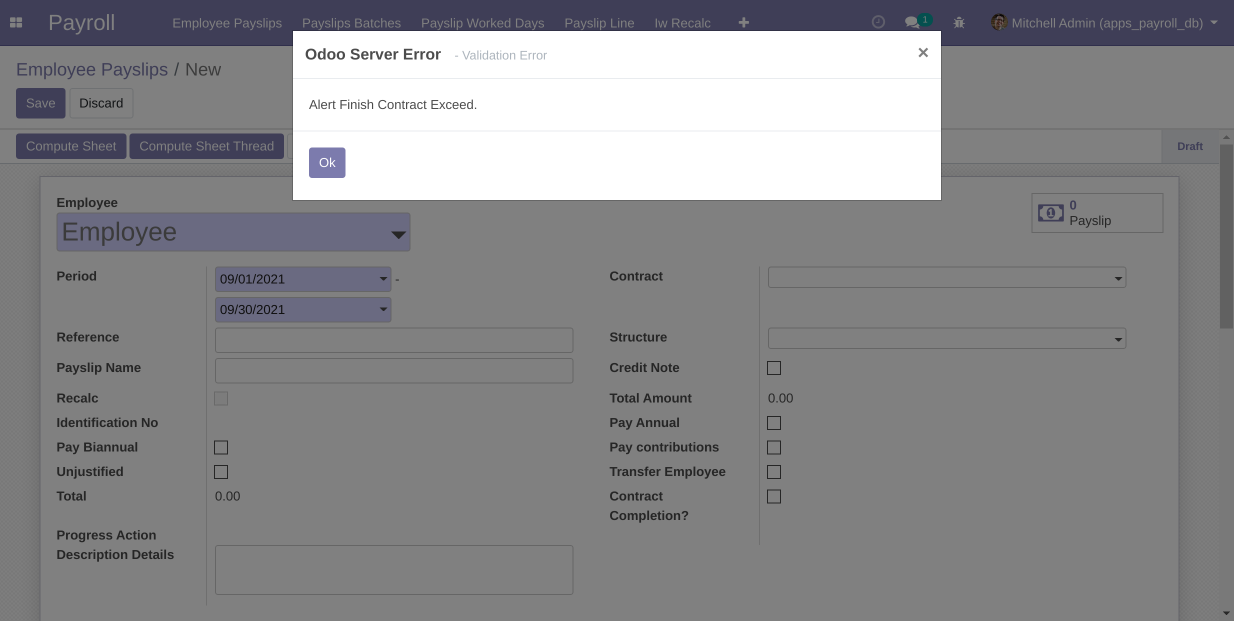 Payroll Employee Payslips Payslips Batches Payslip Worked Days Payslip Line Iw Recalc + 1 Mitchell Admin (apps_payroll_db)
Odoo Server Error - Validation Error ×
Employee Payslips / New
Alert Finish Contract Exceed.
Save Discard
Compute Sheet Compute Sheet Thread Draft
Ok
Employee
0
Payslip
Employee
Period 09/01/2021 - Contract
09/30/2021
Reference Structure
Payslip Name Credit Note
Recalc Total Amount 0.00
Identification No Pay Annual
Pay Biannual Pay contributions
Unjustified Transfer Employee
Total 0.00 Contract
Completion?
Progress Action
Description Details